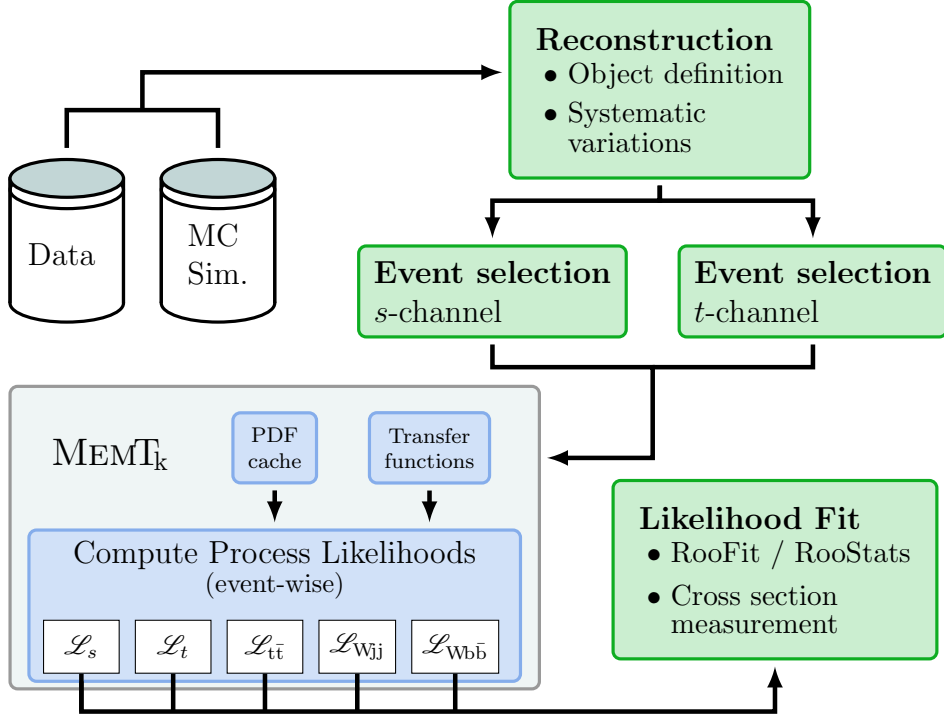 Reconstruction
• Object definition
• Systematic
variations
Data
MC
Sim.
Event selection
s-channel
Event selection
t-channel
MEMTk
PDF
cache
Transfer
functions
Compute Process Likelihoods
(event-wise)
ℒs
ℒt
ℒtt̄
ℒWjj
ℒWbb̄
Likelihood Fit
• RooFit / RooStats
• Cross section
measurement